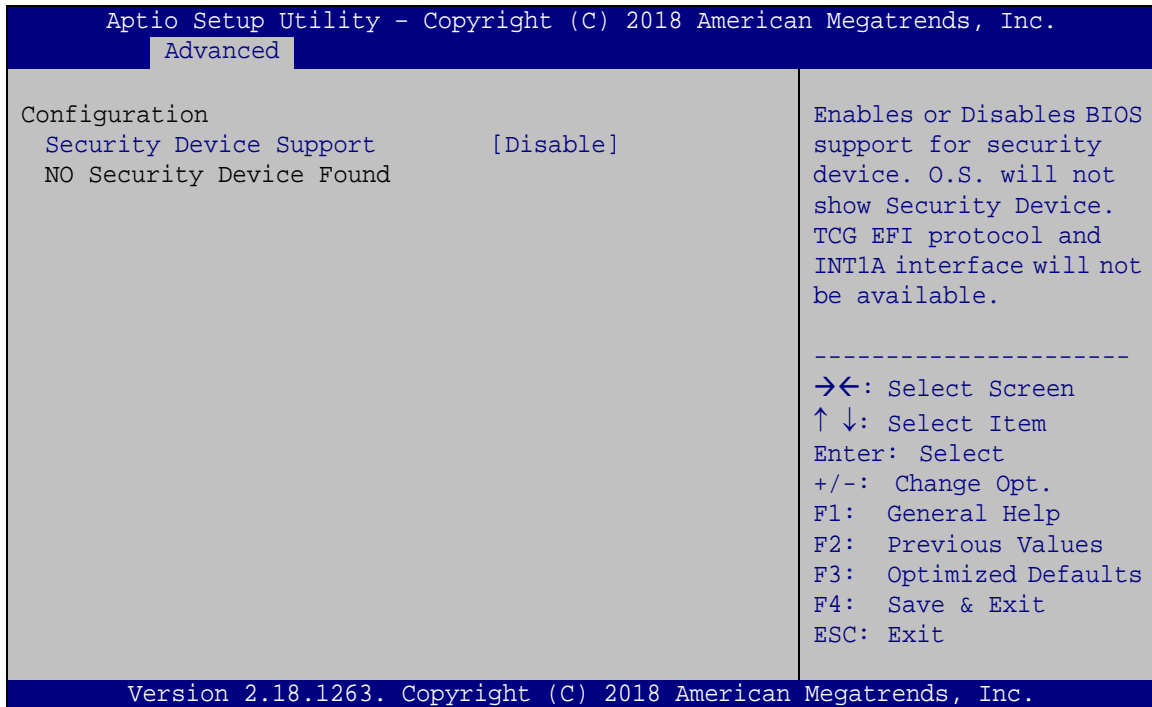 Aptio Setup Utility – Copyright (C) 2018 American Megatrends, Inc.
Advanced
Configuration
Security Device Support [Disable]
NO Security Device Found
Enables or Disables BIOS
support for security
device. O.S. will not
show Security Device.
TCG EFI protocol and
INT1A interface will not
be available.
----------------------
→←: Select Screen
↑ ↓: Select Item
Enter: Select
+/-: Change Opt.
F1: General Help
F2: Previous Values
F3: Optimized Defaults
F4: Save & Exit
ESC: Exit
Version 2.18.1263. Copyright (C) 2018 American Megatrends, Inc.